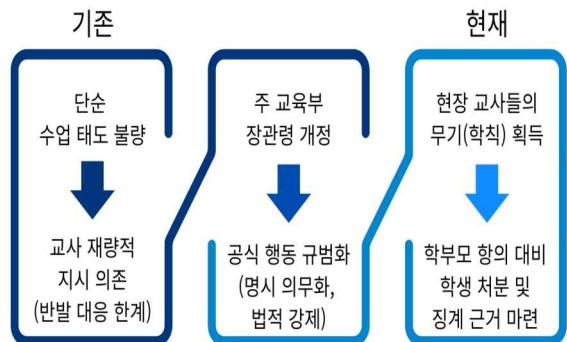 기존
현재
단순
수업 태도 불량
교사 재량적
지시 의존
(반발 대응 한계)
주 교육부
장관령 개정
공식 행동 규범화
(명시 의무화,
법적 강제)
현장 교사들의
무기(학칙) 획득
학부모 항의 대비
학생 처분 및
징계 근거 마련